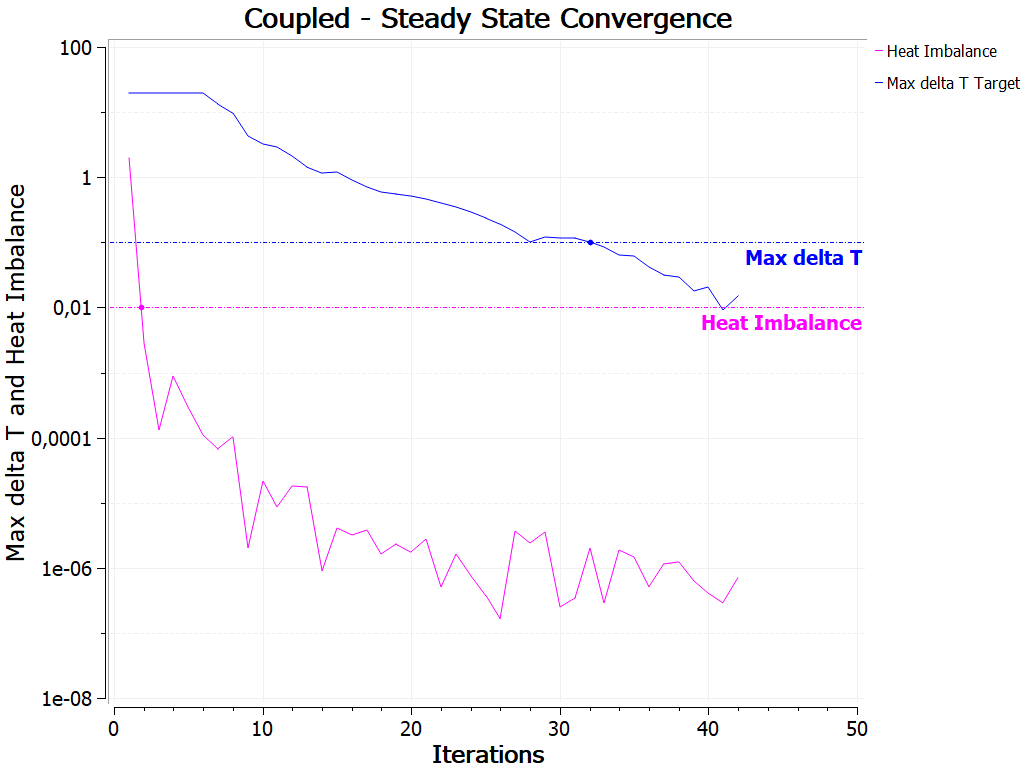 Coupled - Steady State Convergence
Heat Imbalance
Max delta T Target
Max delta T and Heat Imbalance
100
1
0,01
0,0001
1e-06
1e-08
Max delta T
Heat Imbalance
0 10 20 30 40 50
Iterations